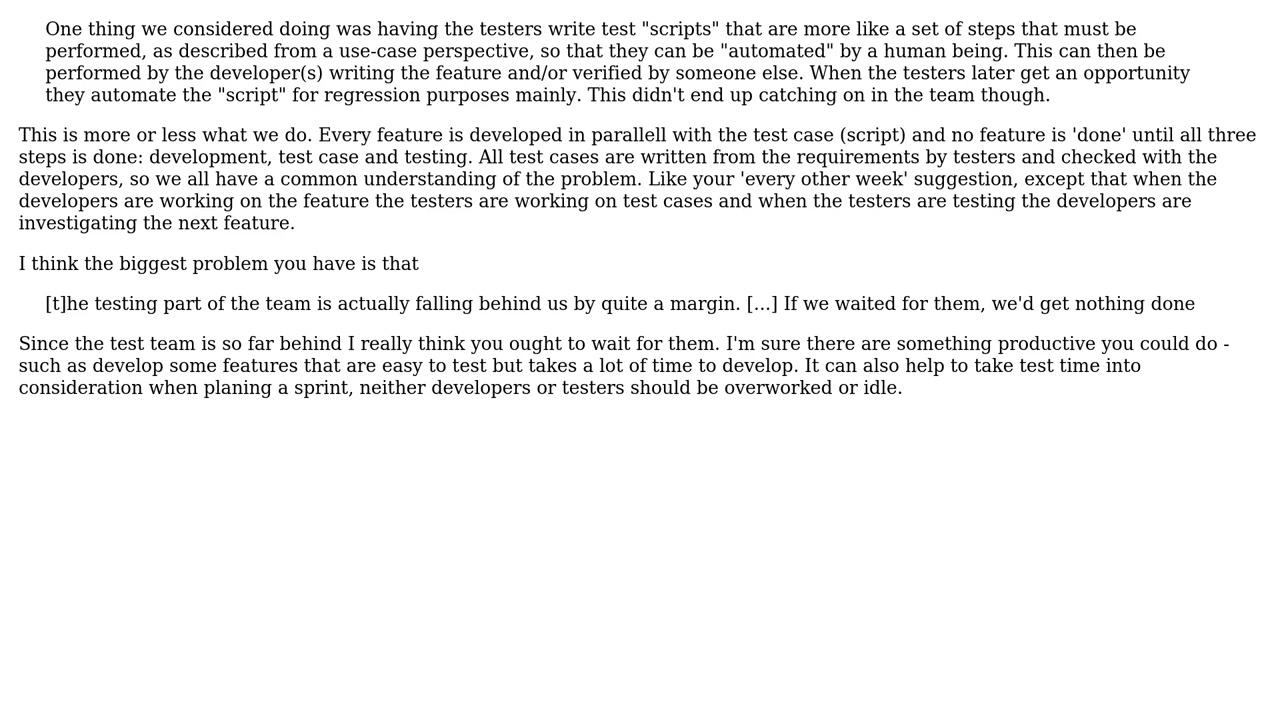 One thing we considered doing was having the testers write test "scripts" that are more like a set of steps that must be
performed, as described from a use-case perspective, so that they can be "automated" by a human being. This can then be
performed by the developer(s) writing the feature and/or verified by someone else. When the testers later get an opportunity
they automate the "script" for regression purposes mainly. This didn't end up catching on in the team though.
This is more or less what we do. Every feature is developed in parallell with the test case (script) and no feature is 'done' until all three
steps is done: development, test case and testing. All test cases are written from the requirements by testers and checked with the
developers, so we all have a common understanding of the problem. Like your 'every other week' suggestion, except that when the
developers are working on the feature the testers are working on test cases and when the testers are testing the developers are
investigating the next feature.
I think the biggest problem you have is that
[t]he testing part of the team is actually falling behind us by quite a margin. [...] If we waited for them, we'd get nothing done
Since the test team is so far behind I really think you ought to wait for them. I'm sure there are something productive you could do -
such as develop some features that are easy to test but takes a lot of time to develop. It can also help to take test time into
consideration when planing a sprint, neither developers or testers should be overworked or idle.